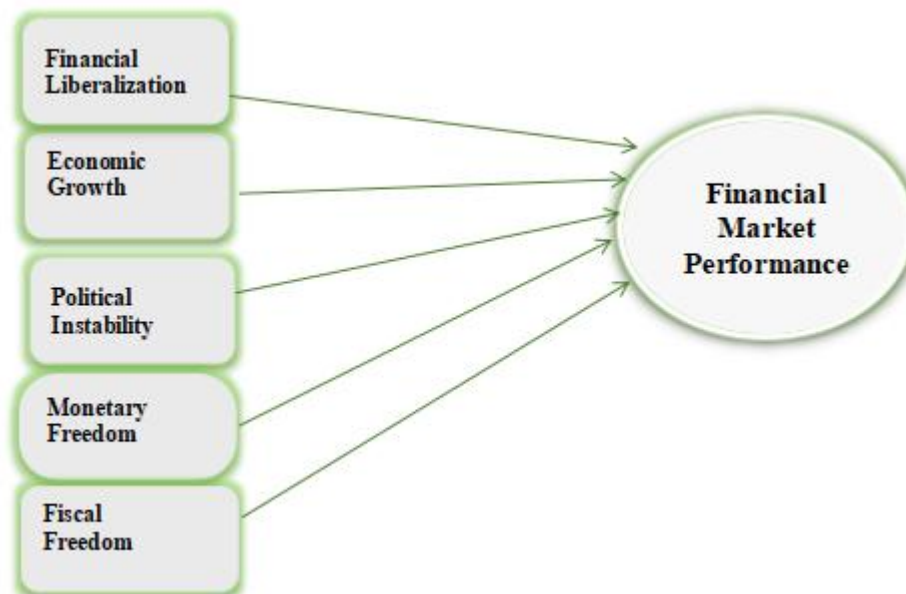 Financial
Liberalization
Economic
Growth
Political
Instability
Monetary
Freedom
Fiscal
Freedom
Financial
Market
Performance